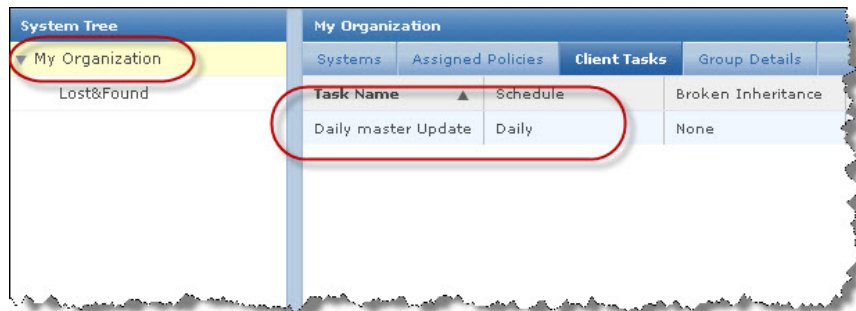 System Tree
My Organization
Lost&Found
My Organization
Systems Assigned Policies Client Tasks Group Details
Task Name Schedule Broken Inheritance
Daily master Update Daily None